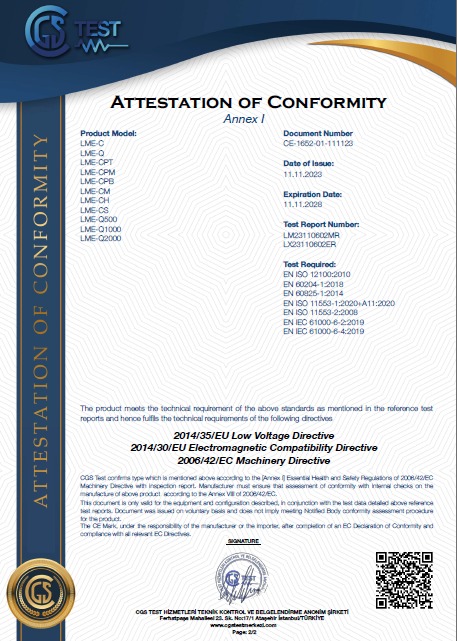 CGS TEST
ATTESTATION OF CONFORMITY
Annex I
Product Model:
LME-C
LME-Q
LME-CPT
LME-CPM
LME-CPB
LME-CM
LME-CH
LME-CS
LME-Q500
LME-Q1000
LME-Q2000
Document Number
CE-1652-01-111123
Date of Issue:
11.11.2023
Expiration Date:
11.11.2028
Test Report Number:
LM23110602MR
LX23110602ER
Test Required:
EN ISO 12100:2010
EN 60204-1:2018
EN 60825-1:2014
EN ISO 11553-1:2020+A11:2020
EN ISO 11553-2:2008
EN IEC 61000-6-2:2019
EN IEC 61000-6-4:2019
ATTESTATION OF CONFORMITY
The product meets the technical requirement of the above standards as mentioned in the reference test
reports and hence fulfils the technical requirements of the following directives
2014/35/EU Low Voltage Directive
2014/30/EU Electromagnetic Compatibility Directive
2006/42/EC Machinery Directive
CGS Test confirms type which is mentioned above according to the [Annex I] Essential Health and Safety Regulations of 2006/42/EC
Machinery Directive with inspection report. Manufacturer must ensure that assessment of conformity with internal checks on the
manufacture of above product according to the Annex VIII of 2006/42/EC.
This document is only valid for the equipment and configuration described, in conjunction with the test data detailed above reference
test reports. Document was issued on voluntary basis and does not imply meeting Notified Body conformity assessment procedure
for the product.
The CE Mark, under the responsibility of the manufacturer or the importer, after completion of an EC Declaration of Conformity and
compliance with all relevant EC Directives.
SIGNATURE
CGS TEST
CGS
CGS TEST HİZMETLERİ TEKNİK KONTROL VE BELGELENDİRME ANONİM ŞİRKETİ
Ferhatpaşa Mahallesi 23. Sk. No:17/1 Ataşehir İstanbul/TÜRKİYE
www.cgstestmerkezi.com
Page: 2/2